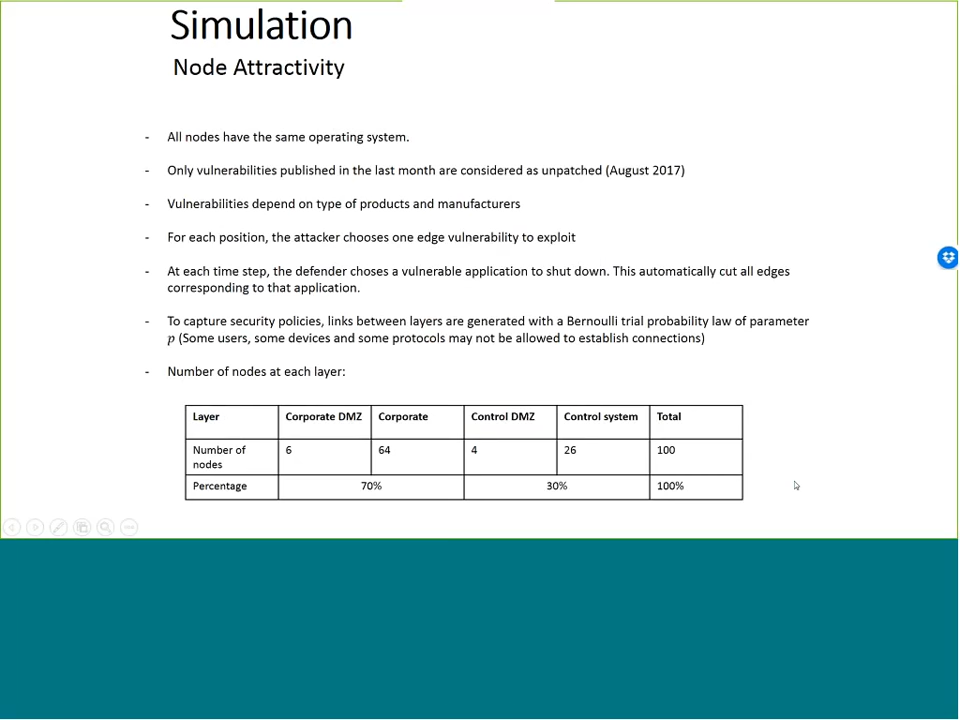 Simulation
Node Attractivity
- All nodes have the same operating system.
- Only vulnerabilities published in the last month are considered as unpatched (August 2017)
- Vulnerabilities depend on type of products and manufacturers
- For each position, the attacker chooses one edge vulnerability to exploit
- At each time step, the defender choses a vulnerable application to shut down. This automatically cut all edges
corresponding to that application.
- To capture security policies, links between layers are generated with a Bernoulli trial probability law of parameter
p (Some users, some devices and some protocols may not be allowed to establish connections)
- Number of nodes at each layer:
Layer Corporate DMZ Corporate Control DMZ Control system Total
Number of 6 64 4 26 100
nodes
Percentage 70% 30% 100%